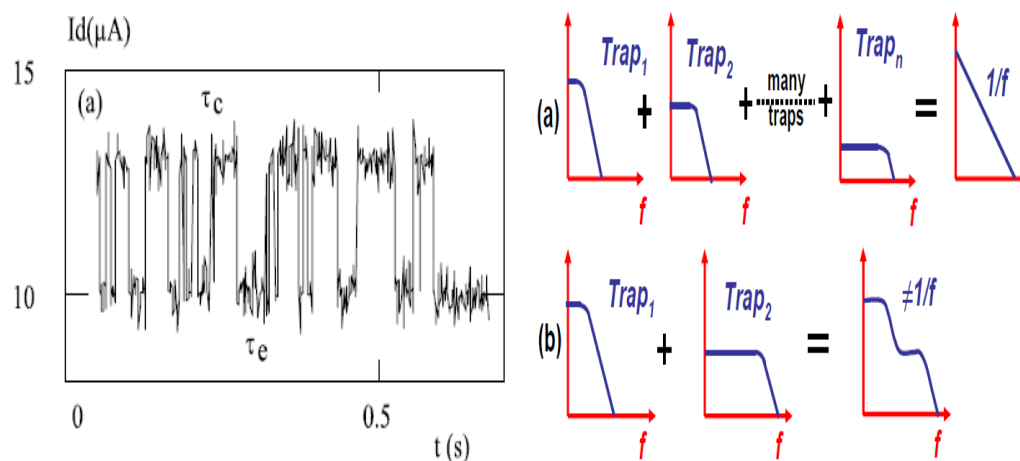 Id(μA)
15
(a)
τc
10
τe
0
0.5
t (s)
(a)
Trap1
+
Trap2
+
many
traps
+
Trapn
=
1/f
f
f
f
f
(b)
Trap1
+
Trap2
=
≠1/f
f
f
f